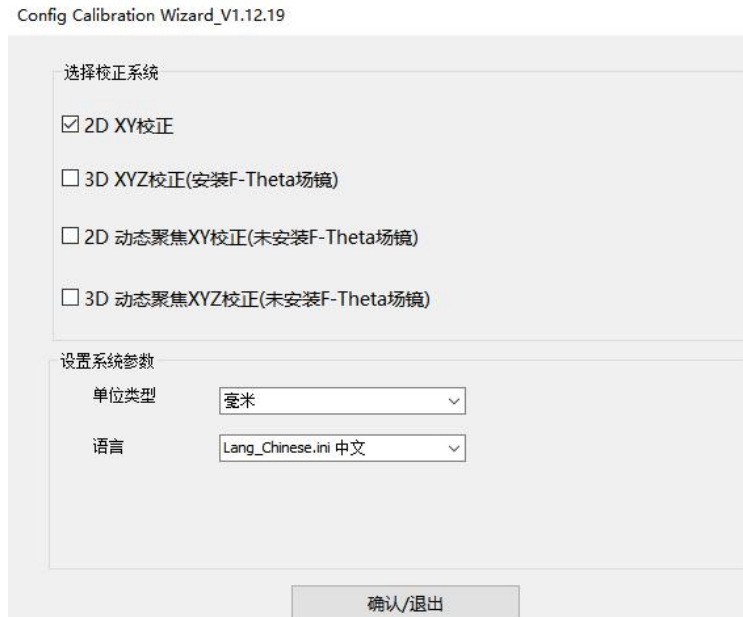 Config Calibration Wizard_V1.12.19
选择校正系统
2D XY校正
3D XYZ校正(安装F-Theta场镜)
2D 动态聚焦XY校正(未安装F-Theta场镜)
3D 动态聚焦XYZ校正(未安装F-Theta场镜)
设置系统参数
单位类型 毫米
语言 Lang_Chinese.ini 中文
确认/退出